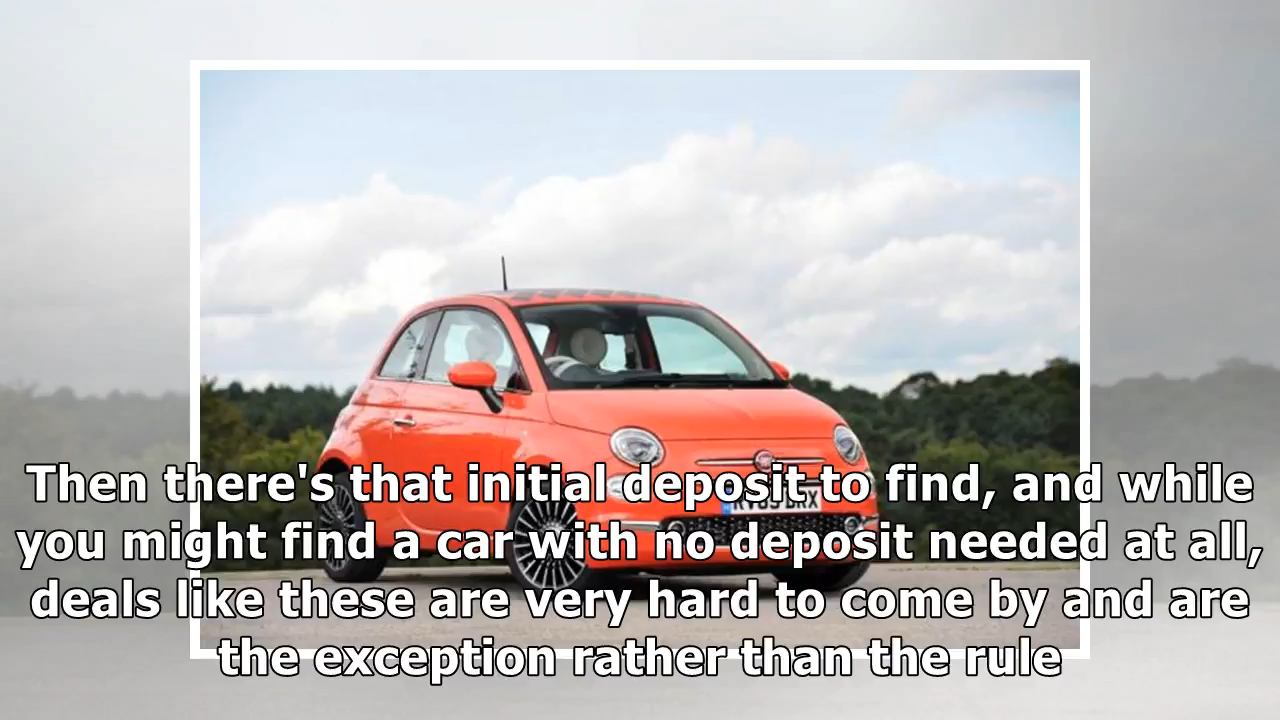 Then there's that initial deposit to find, and while
you might find a car with no deposit needed at all,
deals like these are very hard to come by and are
the exception rather than the rule